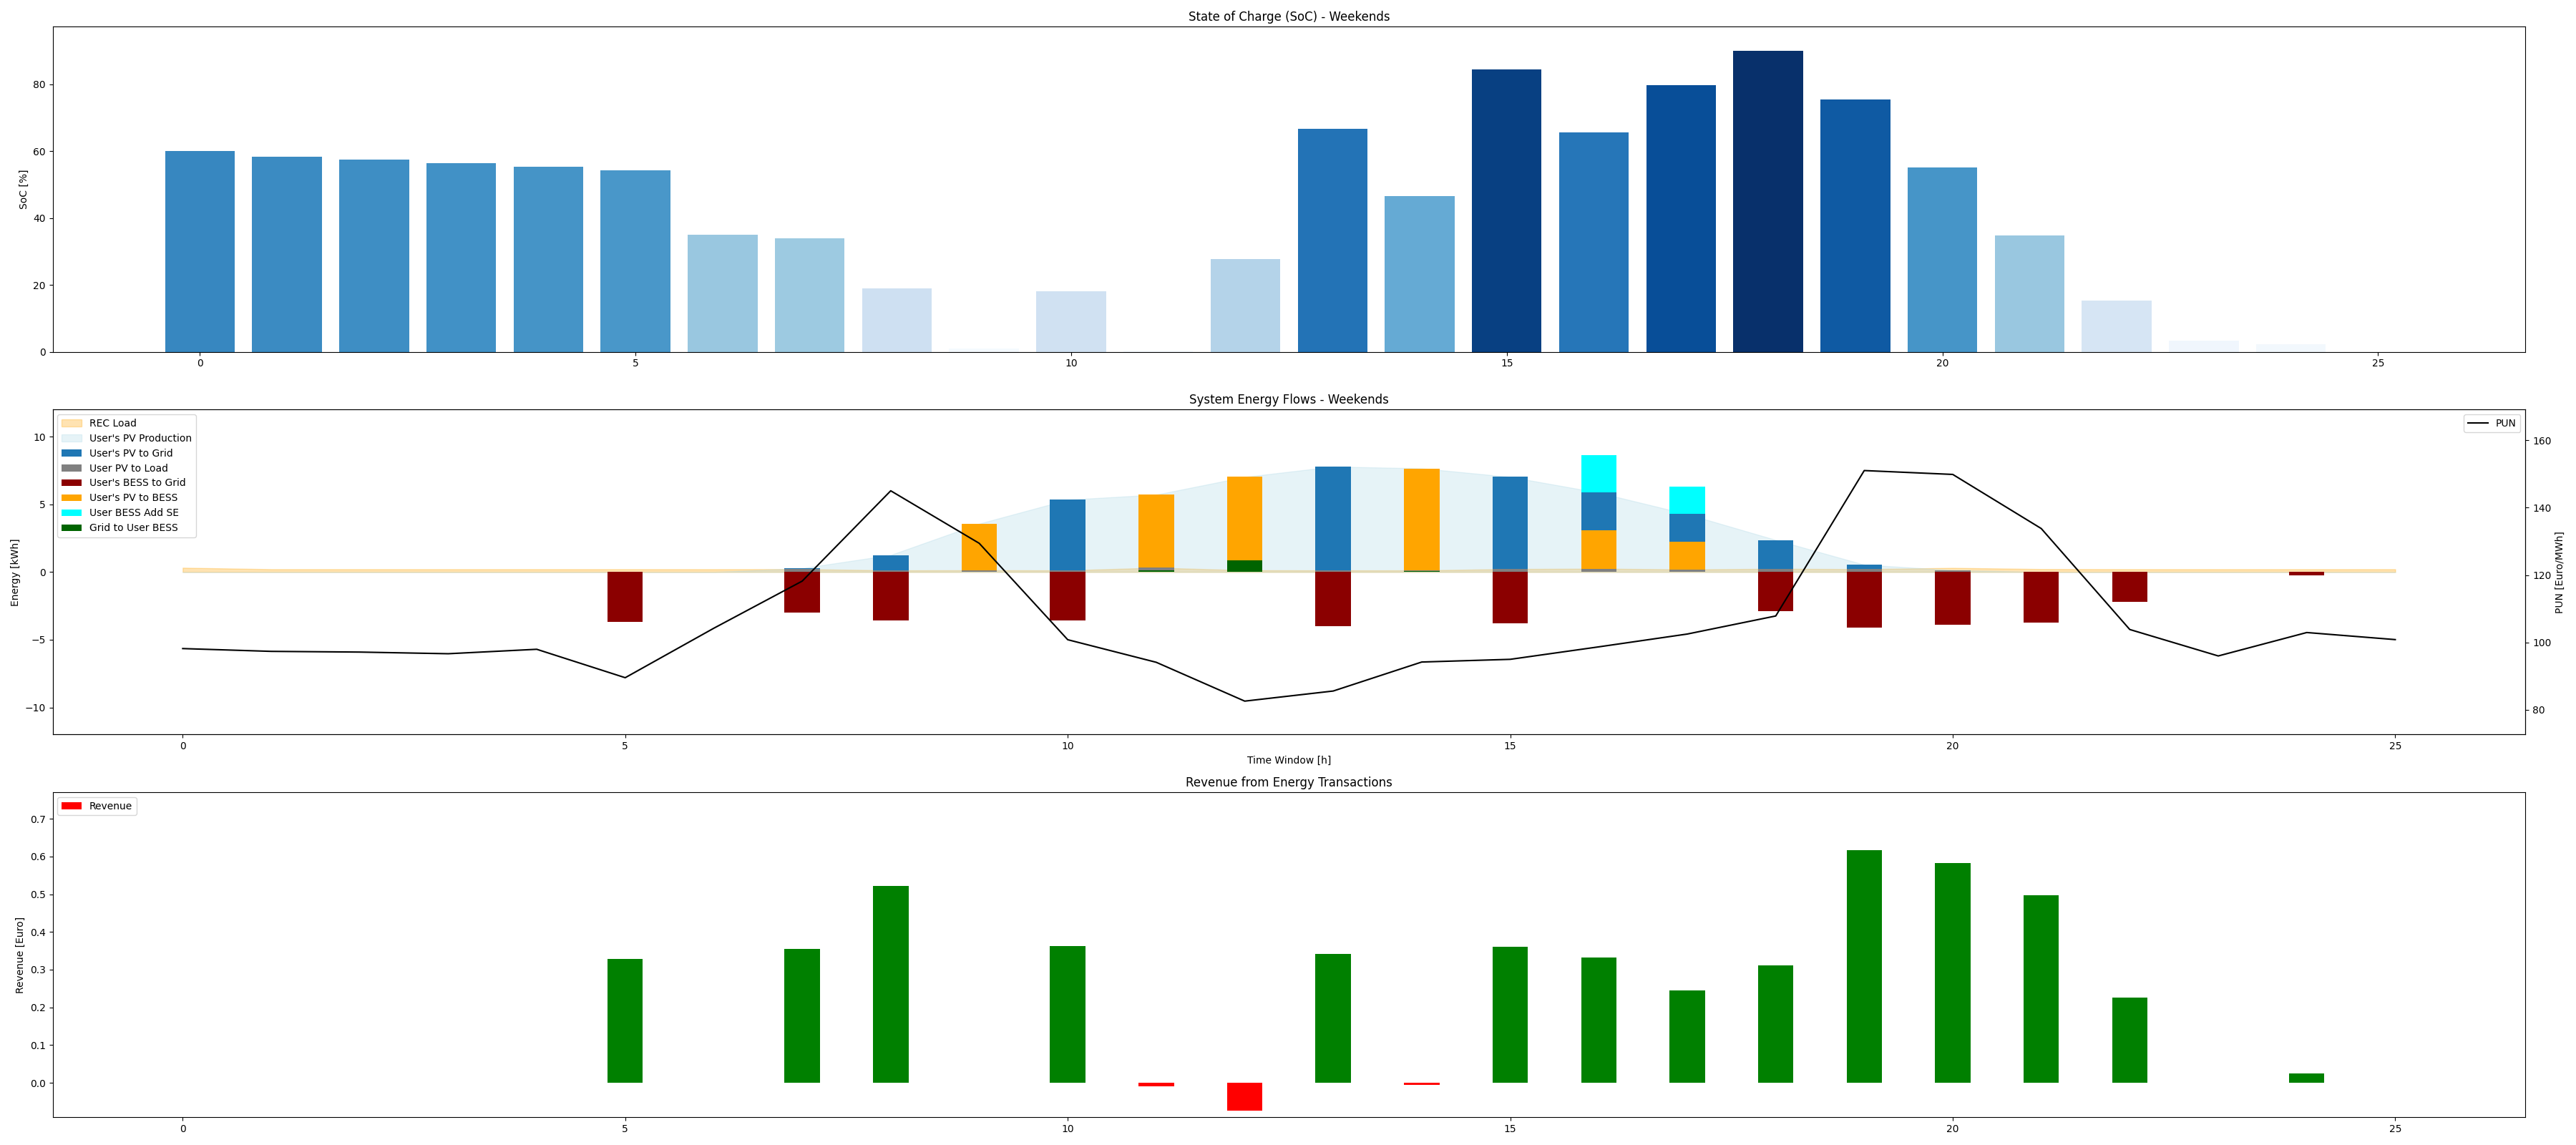 State of Charge (SoC) - Weekends
SoC [%]
80
60
40
20
0
0 5 10 15 20 25
System Energy Flows - Weekends
Energy [kWh]
10
5
0
−5
−10
REC Load
User's PV Production
User's PV to Grid
User PV to Load
User's BESS to Grid
User's PV to BESS
User BESS Add SE
Grid to User BESS
PUN
160
140
120
100
80
PUN [Euro/MWh]
0 5 10 15 20 25
Time Window [h]
Revenue from Energy Transactions
Revenue
Revenue [Euro]
0.7
0.6
0.5
0.4
0.3
0.2
0.1
0.0
0 5 10 15 20 25